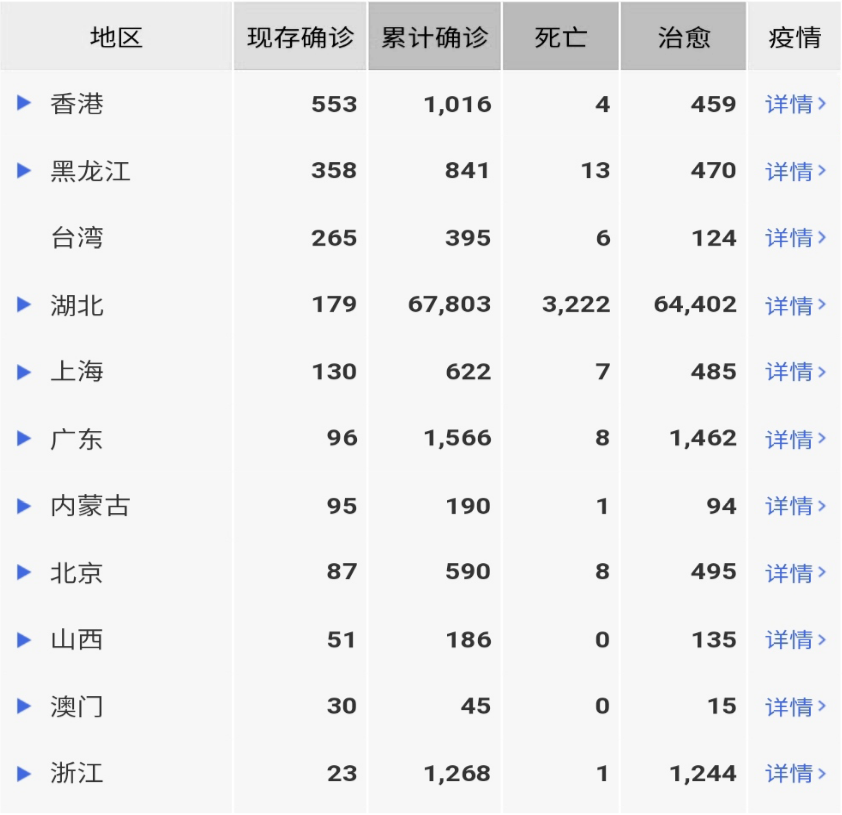 地区 现存确诊 累计确诊 死亡 治愈 疫情
香港 553 1,016 4 459 详情
黑龙江 358 841 13 470 详情
台湾 265 395 6 124 详情
湖北 179 67,803 3,222 64,402 详情
上海 130 622 7 485 详情
广东 96 1,566 8 1,462 详情
内蒙古 95 190 1 94 详情
北京 87 590 8 495 详情
山西 51 186 0 135 详情
澳门 30 45 0 15 详情
浙江 23 1,268 1 1,244 详情